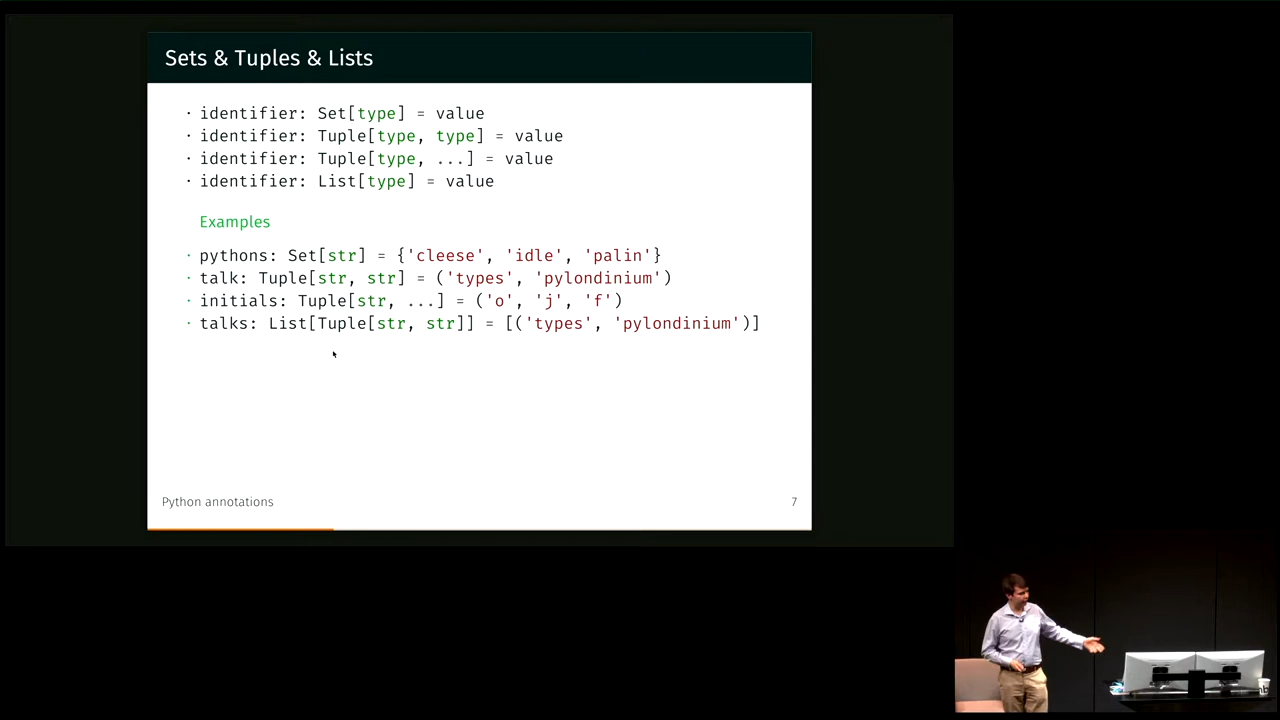 Sets & Tuples & Lists
· identifier: Set[type] = value
· identifier: Tuple[type, type] = value
· identifier: Tuple[type, ...] = value
· identifier: List[type] = value
Examples
· pythons: Set[str] = {'cleese', 'idle', 'palin'}
· talk: Tuple[str, str] = ('types', 'pylondinium')
· initials: Tuple[str, ...] = ('o', 'j', 'f')
· talks: List[Tuple[str, str]] = [('types', 'pylondinium')]
Python annotations
7